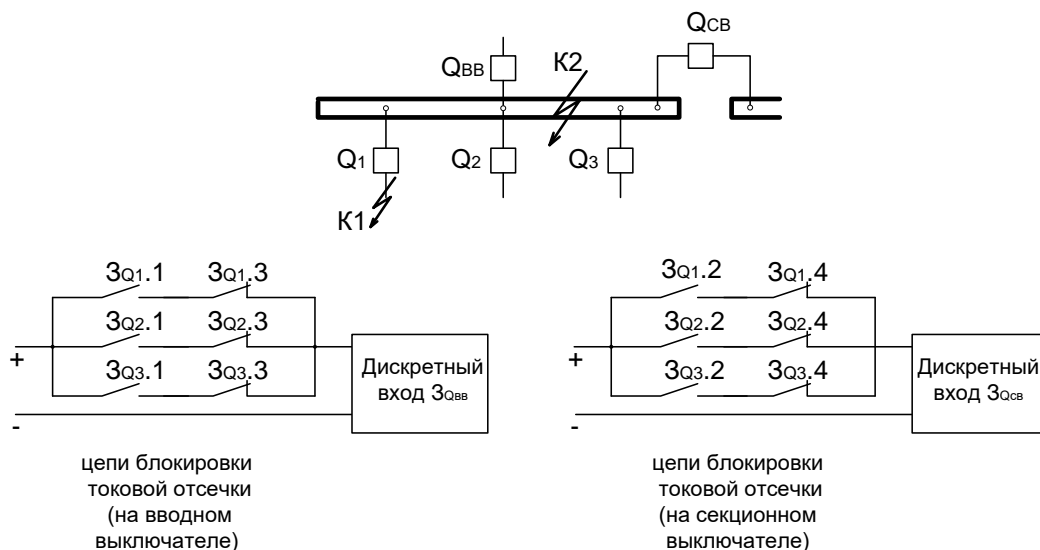 QСВ
QВВ
К2
Q1
Q2
Q3
К1
ЗQ1.1 ЗQ1.3
ЗQ2.1 ЗQ2.3
ЗQ3.1 ЗQ3.3
+
-
Дискретный
вход ЗQвв
цепи блокировки
токовой отсечки
(на вводном
выключателе)
ЗQ1.2 ЗQ1.4
ЗQ2.2 ЗQ2.4
ЗQ3.2 ЗQ3.4
+
-
Дискретный
вход ЗQсв
цепи блокировки
токовой отсечки
(на секционном
выключателе)